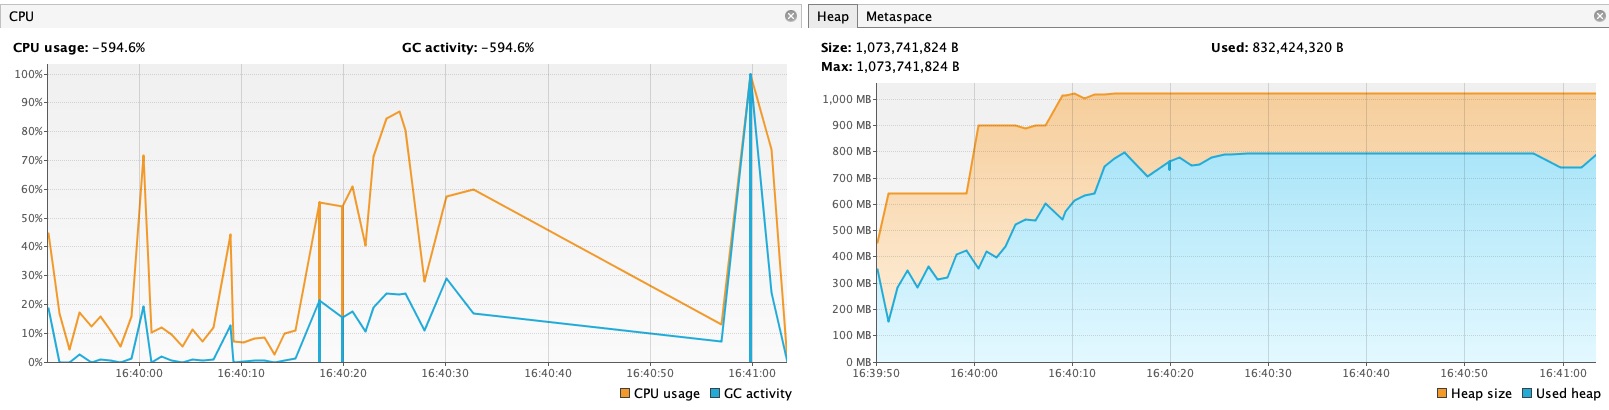 CPU
CPU usage: -594.6%
GC activity: -594.6%
100%
90%
80%
70%
60%
50%
40%
30%
20%
10%
0%
16:40:00
16:40:10
16:40:20
16:40:30
16:40:40
16:40:50
16:41:00
CPU usage
GC activity
Heap
Metaspace
Size: 1,073,741,824 B
Used: 832,424,320 B
Max: 1,073,741,824 B
1,000 MB
900 MB
800 MB
700 MB
600 MB
500 MB
400 MB
300 MB
200 MB
100 MB
0 MB
16:39:50
16:40:00
16:40:10
16:40:20
16:40:30
16:40:40
16:40:50
16:41:00
Heap size
Used heap